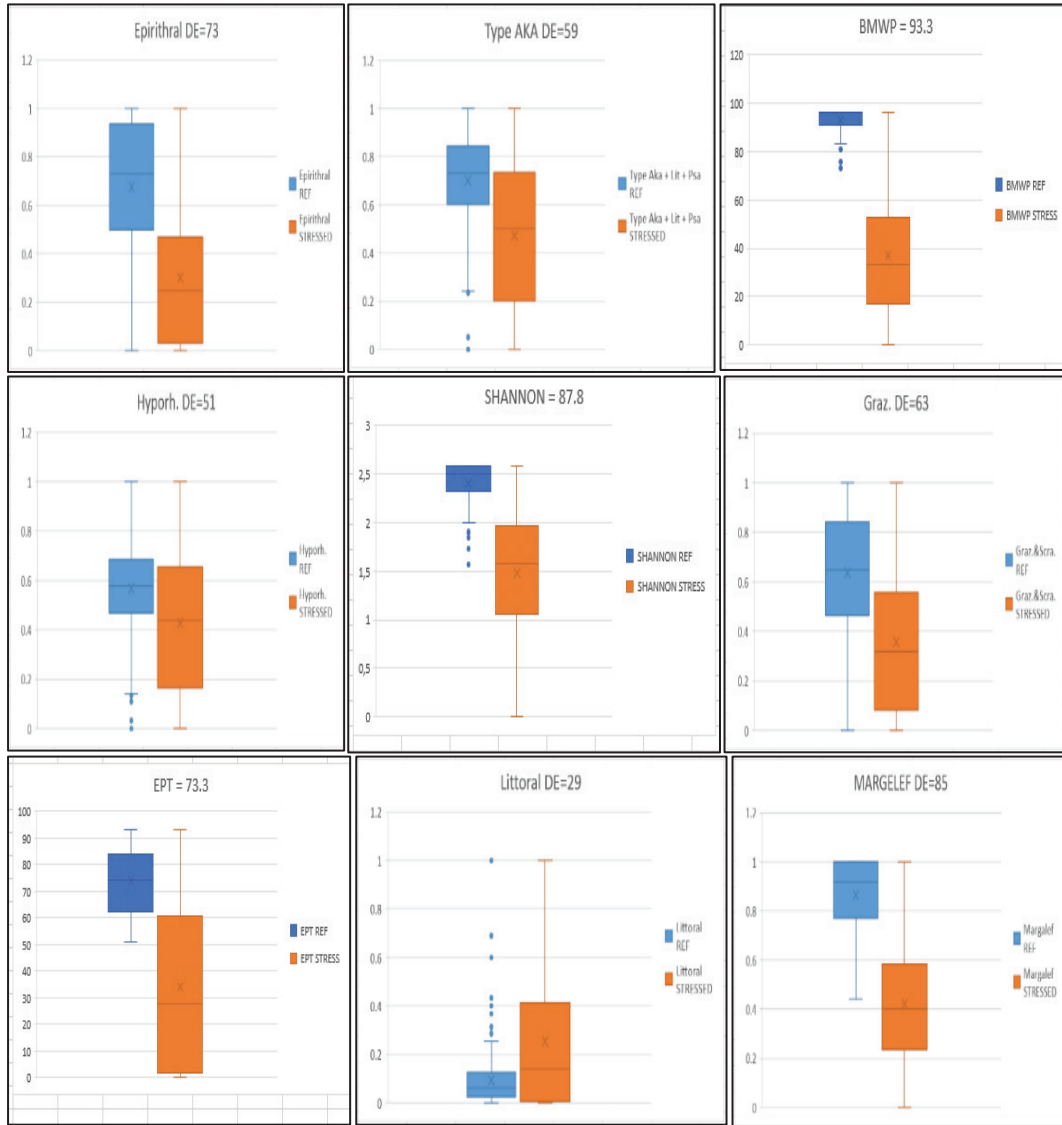 Epirithral DE=73
1.2
1
0.8
0.6
0.4
0.2
0
Epirithral
REF
Epirithral
STRESSED
Type AKA DE=59
1.2
1
0.8
0.6
0.4
0.2
0
Type Aka + Lit + Psa
REF
Type Aka + Lit + Psa
STRESSED
BMWP = 93.3
120
100
80
60
40
20
0
BMWP REF
BMWP STRESS
Hyporh. DE=51
1.2
1
0.8
0.6
0.4
0.2
0
Hyporh.
REF
Hyporh.
STRESSED
SHANNON = 87.8
3
2,5
2
1,5
1
0,5
0
SHANNON REF
SHANNON STRESS
Graz. DE=63
1.2
1
0.8
0.6
0.4
0.2
0
Graz.&Scra.
REF
Graz.&Scra.
STRESSED
EPT = 73.3
100
90
80
70
60
50
40
30
20
10
0
EPT REF
EPT STRESS
Littoral DE=29
1.2
1
0.8
0.6
0.4
0.2
0
Littoral
REF
Littoral
STRESSED
MARGELEF DE=85
1.2
1
0.8
0.6
0.4
0.2
0
Margalef
REF
Margalef
STRESSED